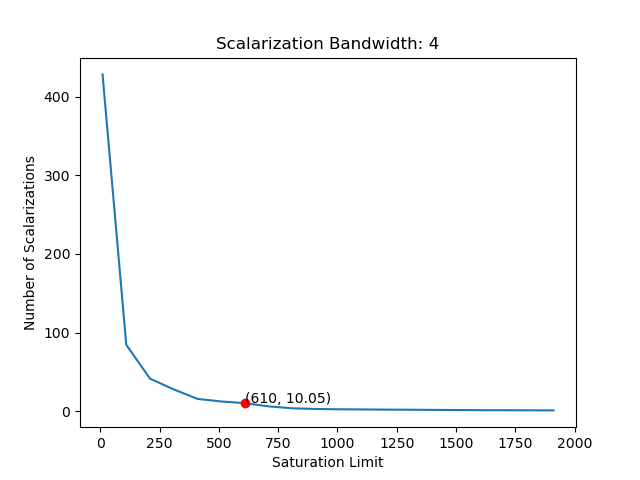 Scalarization Bandwidth: 4
Number of Scalarizations
400
300
200
100
0
(610, 10.05)
0 250 500 750 1000 1250 1500 1750 2000
Saturation Limit